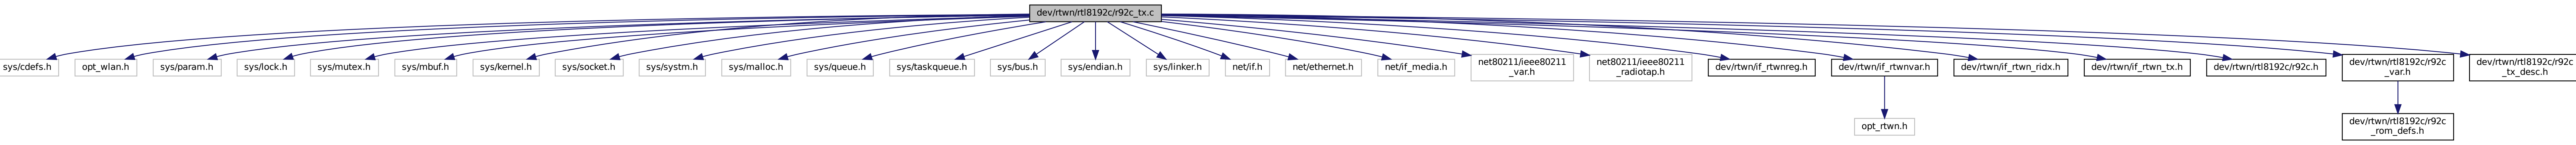 dev/rtwn/rtl8192c/r92c_tx.c
sys/cdefs.h
opt_wlan.h
sys/param.h
sys/lock.h
sys/mutex.h
sys/mbuf.h
sys/kernel.h
sys/socket.h
sys/systm.h
sys/malloc.h
sys/queue.h
sys/taskqueue.h
sys/bus.h
sys/endian.h
sys/linker.h
net/if.h
net/ethernet.h
net/if_media.h
net80211/ieee80211
_var.h
net80211/ieee80211
_radiotap.h
dev/rtwn/if_rtwnreg.h
dev/rtwn/if_rtwnvar.h
dev/rtwn/if_rtwn_ridx.h
dev/rtwn/if_rtwn_tx.h
dev/rtwn/rtl8192c/r92c.h
dev/rtwn/rtl8192c/r92c
_var.h
dev/rtwn/rtl8192c/r92c
_tx_desc.h
opt_rtwn.h
dev/rtwn/rtl8192c/r92c
_rom_defs.h